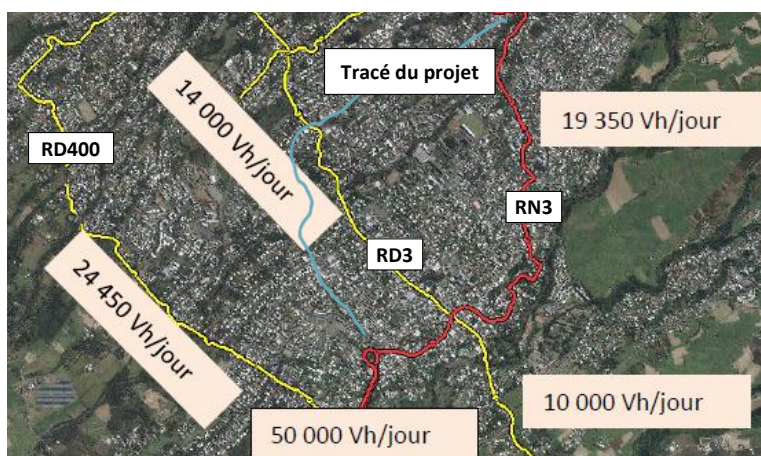 Tracé du projet
14 000 Vh/jour
19 350 Vh/jour
RD400
RN3
RD3
24 450 Vh/jour
10 000 Vh/jour
50 000 Vh/jour